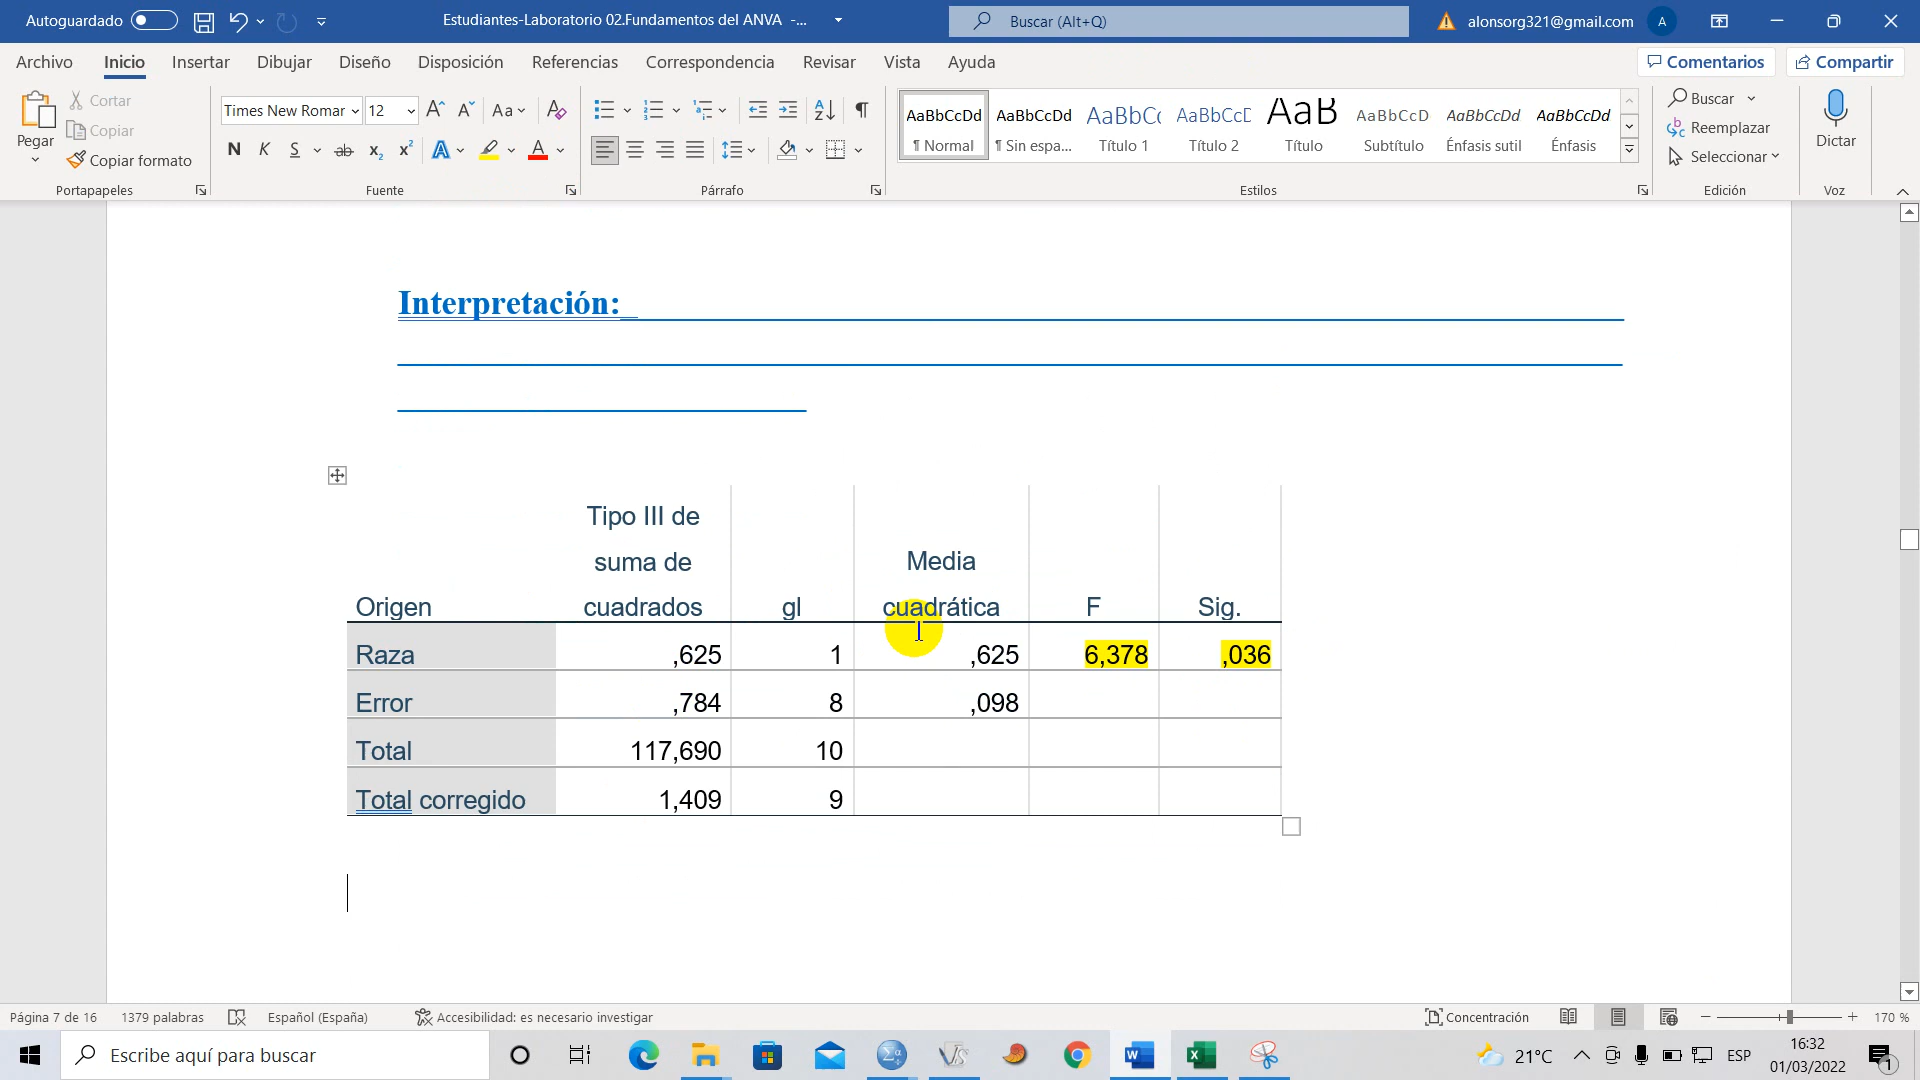 Autoguardado
Estudiantes-Laboratorio 02.Fundamentos del ANVA -...
Buscar (Alt+Q)
alonsorg321@gmail.com
A
Archivo Inicio Insertar Dibujar Diseño Disposición Referencias Correspondencia Revisar Vista Ayuda
Comentarios Compartir
Pegar
Cortar
Copiar
Copiar formato
Portapapeles
Times New Romar 12
Aa
N K S ab x₂ x² A A
Fuente
Párrafo
AaBbCcDd AaBbCcDd AaBbCc AaBbCcC AaB AaBbCcD AaBbCcDd AaBbCcDd
¶ Normal ¶ Sin espa... Título 1 Título 2 Título Subtítulo Énfasis sutil Énfasis
Estilos
Buscar
Reemplazar
Seleccionar
Edición
Dictar
Voz
Interpretación:_
Tipo III de
suma de
cuadrados
Media
cuadrática
Origen gl F Sig.
Raza ,625 1 ,625 6,378 ,036
Error ,784 8 ,098
Total 117,690 10
Total corregido 1,409 9
Página 7 de 16 1379 palabras Español (España) Accesibilidad: es necesario investigar
Concentración 170 %
Escribe aquí para buscar
21°C ESP
16:32
01/03/2022
1